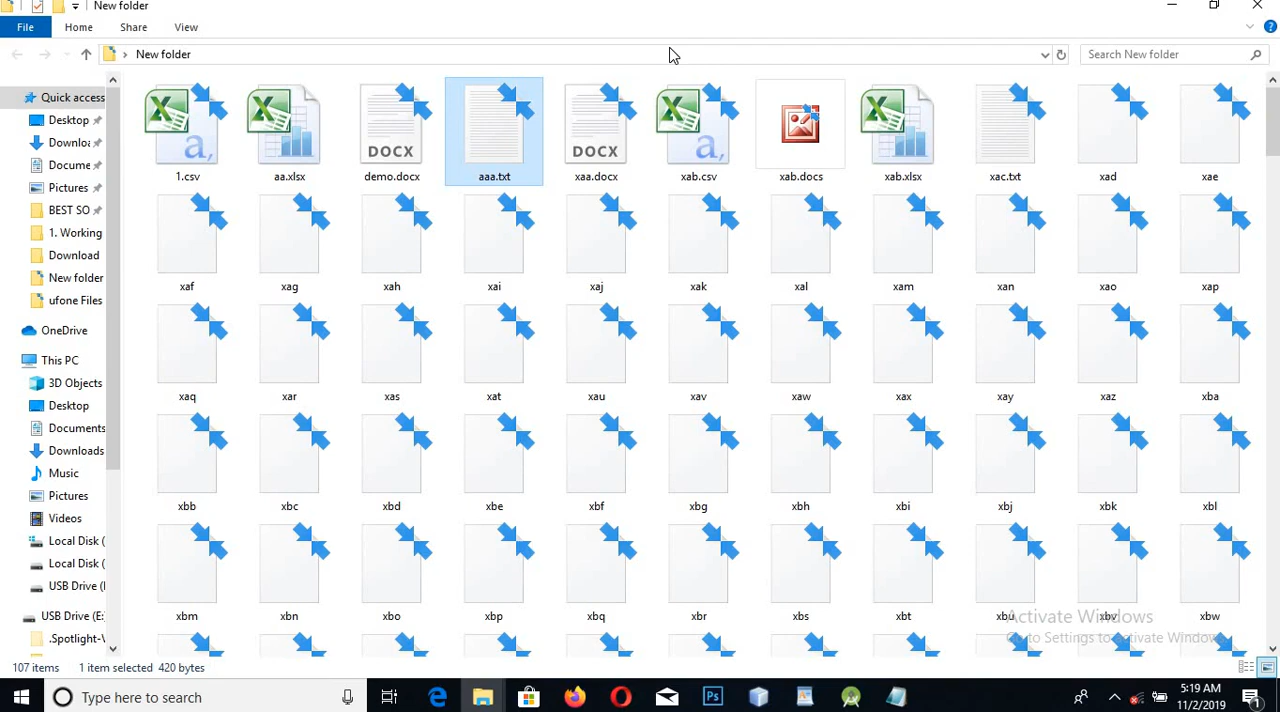 New folder
File Home Share View
New folder
Search New folder
Quick access
Desktop
Downloa
Docume
Pictures
BEST SO
1. Working
Download
New folder
ufone Files
OneDrive
This PC
3D Objects
Desktop
Documents
Downloads
Music
Pictures
Videos
Local Disk (
Local Disk (
USB Drive (
USB Drive (E:
.Spotlight-V
DOCX DOCX
1.csv aa.xlsx demo.docx aaa.txt xaa.docx xab.csv xab.docs xab.xlsx xac.txt xad xae
xaf xag xah xai xaj xak xal xam xan xao xap
xaq xar xas xat xau xav xaw xax xay xaz xba
xbb xbc xbd xbe xbf xbg xbh xbi xbj xbk xbl
xbm xbn xbo xbp xbq xbr xbs xbt xbu xbv xbw
Activate Windows
Go to Settings to activate Windows.
107 items 1 item selected 420 bytes
Type here to search
Ps
5:19 AM
11/2/2019
1